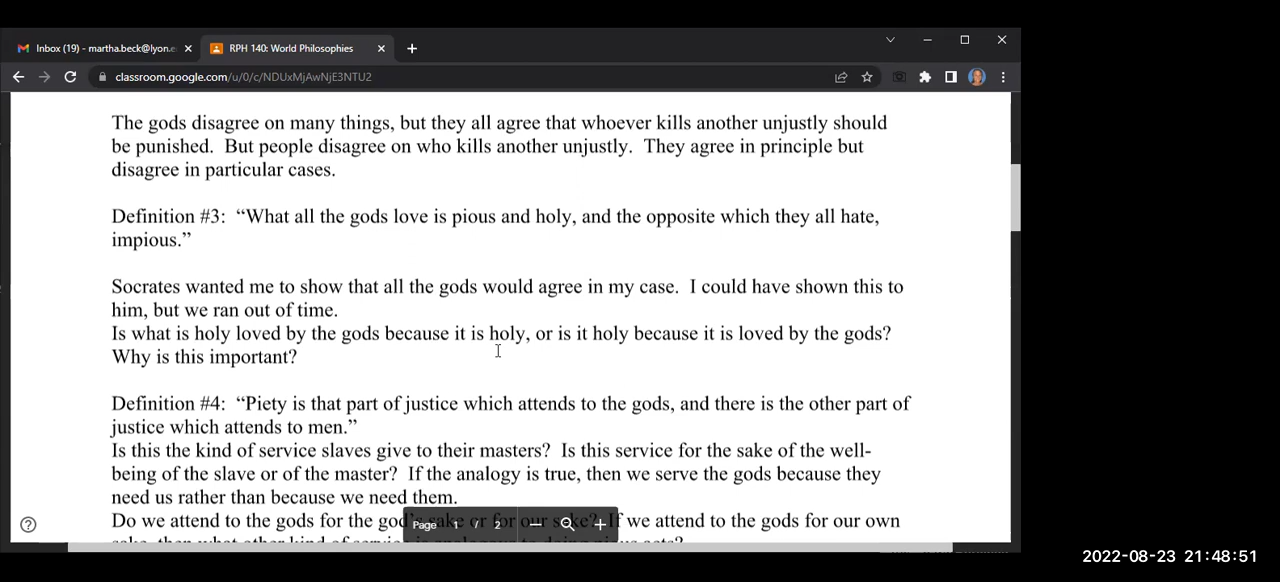 Inbox (19) - martha.beck@lyon.e
RPH 140: World Philosophies
classroom.google.com/u/0/c/NDUxMjAwNjE3NTU2
The gods disagree on many things, but they all agree that whoever kills another unjustly should
be punished.  But people disagree on who kills another unjustly.  They agree in principle but
disagree in particular cases.
Definition #3:  “What all the gods love is pious and holy, and the opposite which they all hate,
impious.”
Socrates wanted me to show that all the gods would agree in my case.  I could have shown this to
him, but we ran out of time.
Is what is holy loved by the gods because it is holy, or is it holy because it is loved by the gods?
Why is this important?
Definition #4:  “Piety is that part of justice which attends to the gods, and there is the other part of
justice which attends to men.”
Is this the kind of service slaves give to their masters?  Is this service for the sake of the well-
being of the slave or of the master?  If the analogy is true, then we serve the gods because they
need us rather than because we need them.
Do we attend to the gods for the god’s sake or for our sake?  If we attend to the gods for our own
Page 1 / 2
2022-08-23 21:48:51